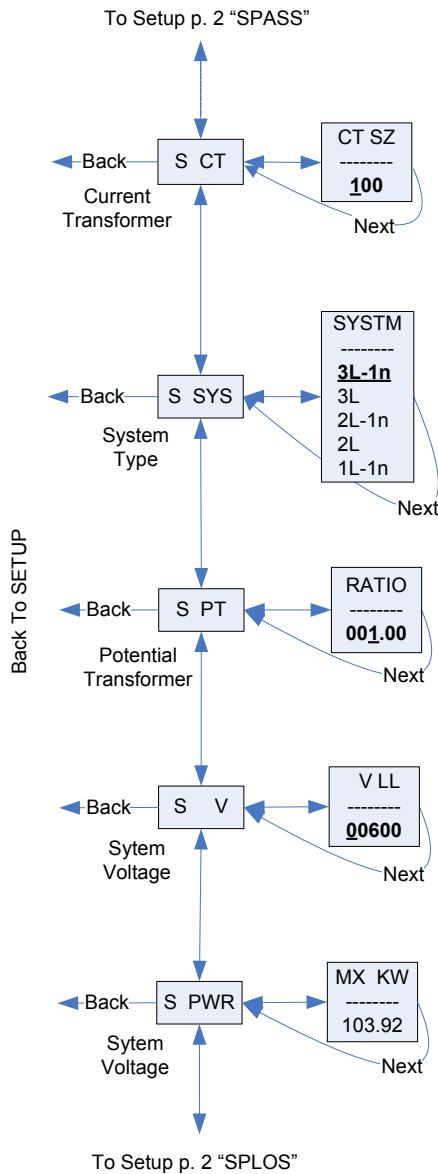 To Setup p. 2 “SPASS”
Back
S CT
CT SZ
--------
100
Current
Transformer
Next
SYSTM
--------
3L-1n
3L
2L-1n
2L
1L-1n
Back
S SYS
System
Type
Next
Back To SETUP
RATIO
--------
001.00
Back
S PT
Potential
Transformer
Next
V LL
--------
00600
Back
S V
Sytem
Voltage
Next
MX KW
--------
103.92
Back
S PWR
Sytem
Voltage
Next
To Setup p. 2 “SPLOS”